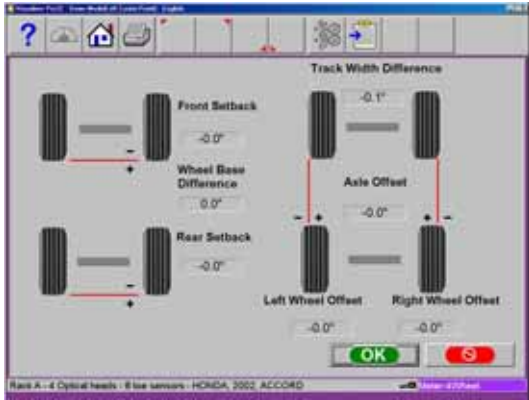 ?
Track Width Difference
-0.1°
Front Setback
-0.0°
Wheel Base
Difference
0.0°
Axle Offset
-0.0°
Rear Setback
-0.0°
Left Wheel Offset
Right Wheel Offset
-0.0°
-0.0°
OK
Rack A - 4 Optical heads - 8 toe sensors - HONDA, 2002, ACCORD